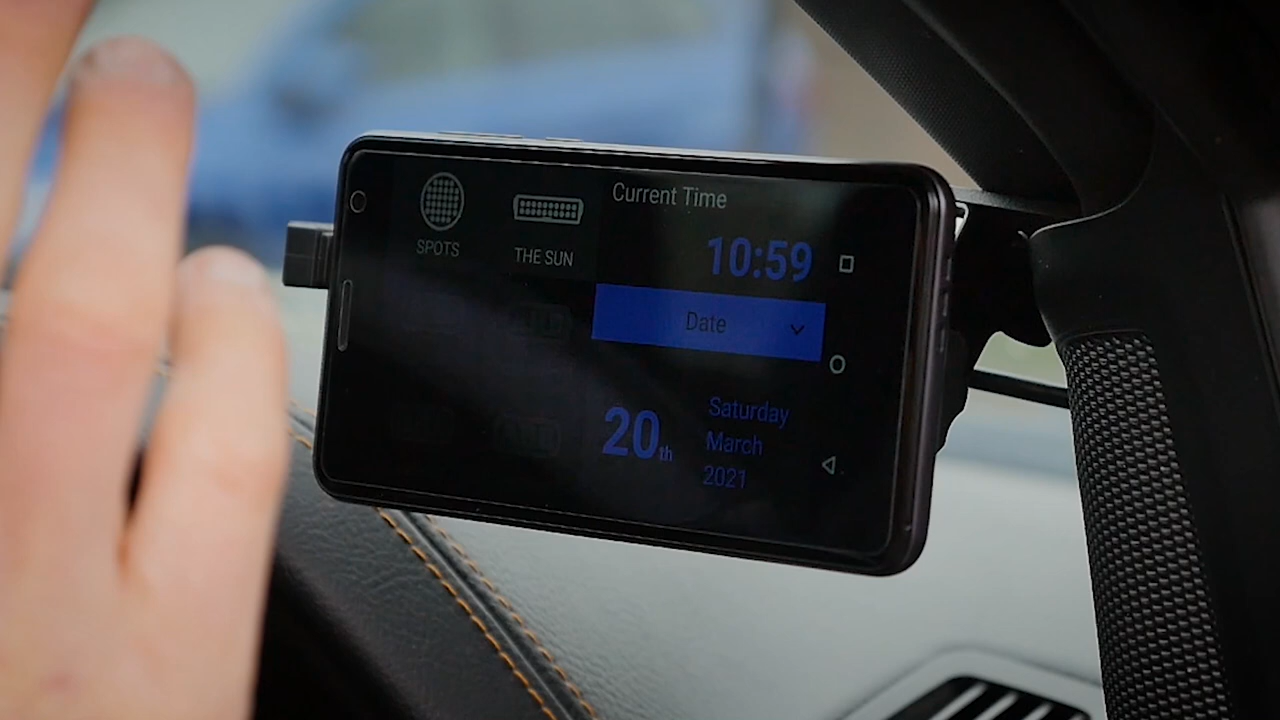 SPOTS
THE SUN
Current Time
10:59
Date
20th
Saturday
March
2021